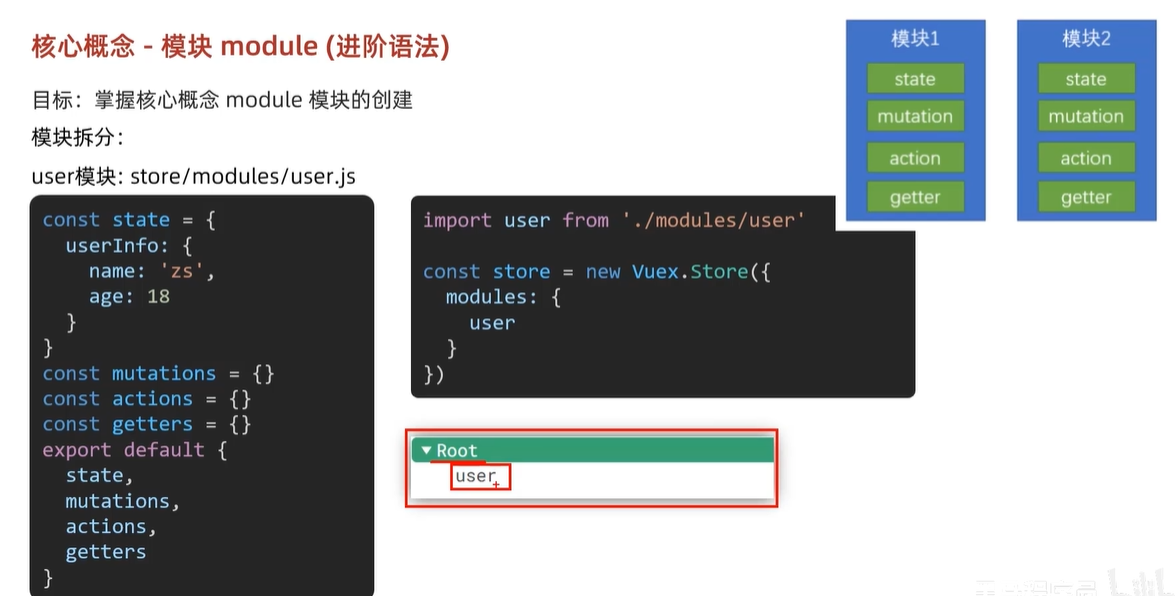 核心概念 - 模块 module (进阶语法)
目标：掌握核心概念 module 模块的创建
模块拆分：
user模块: store/modules/user.js
const state = {
  userInfo: {
    name: 'zs',
    age: 18
  }
}
const mutations = {}
const actions = {}
const getters = {}
export default {
  state,
  mutations,
  actions,
  getters
}
import user from './modules/user'
const store = new Vuex.Store({
  modules: {
    user
  }
})
Root
user
模块1
state
mutation
action
getter
模块2
state
mutation
action
getter